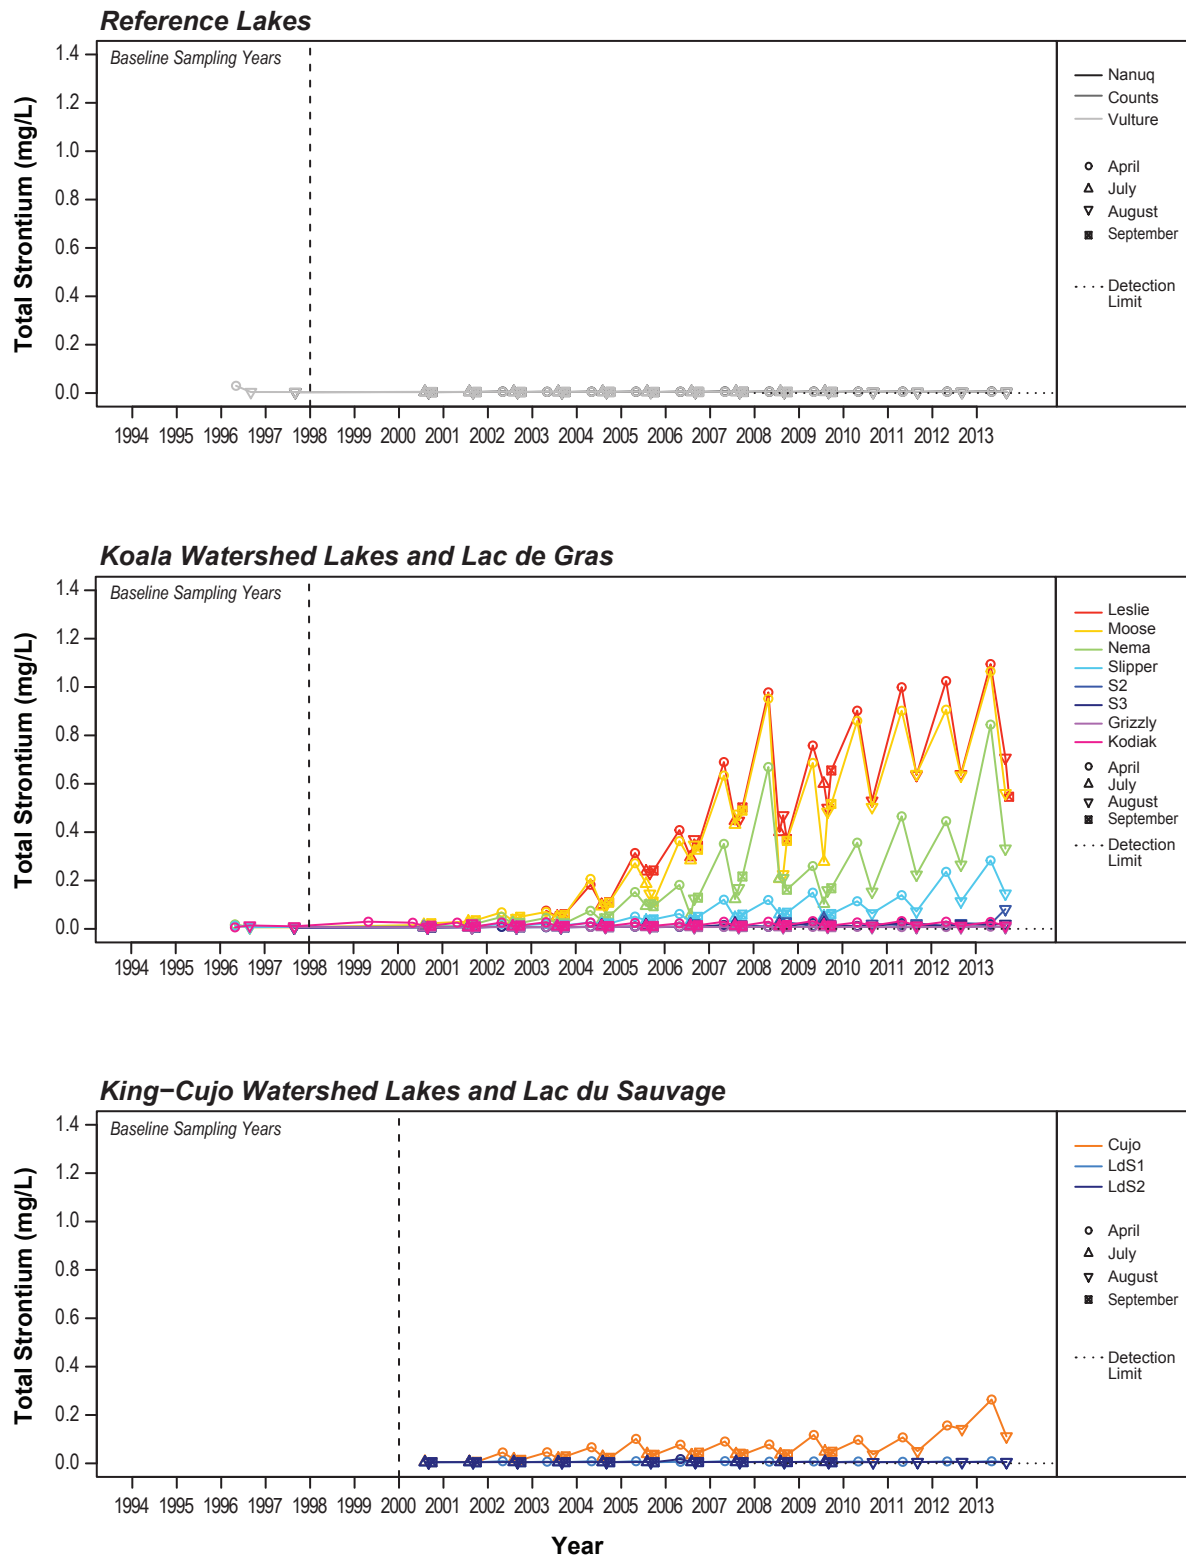 Reference Lakes
Baseline Sampling Years
Total Strontium (mg/L)
1.4
1.2
1.0
0.8
0.6
0.4
0.2
0.0
1994 1995 1996 1997 1998 1999 2000 2001 2002 2003 2004 2005 2006 2007 2008 2009 2010 2011 2012 2013
Nanuq
Counts
Vulture
April
July
August
September
Detection
Limit
Koala Watershed Lakes and Lac de Gras
Baseline Sampling Years
Total Strontium (mg/L)
1.4
1.2
1.0
0.8
0.6
0.4
0.2
0.0
1994 1995 1996 1997 1998 1999 2000 2001 2002 2003 2004 2005 2006 2007 2008 2009 2010 2011 2012 2013
Leslie
Moose
Nema
Slipper
S2
S3
Grizzly
Kodiak
April
July
August
September
Detection
Limit
King−Cujo Watershed Lakes and Lac du Sauvage
Baseline Sampling Years
Total Strontium (mg/L)
1.4
1.2
1.0
0.8
0.6
0.4
0.2
0.0
1994 1995 1996 1997 1998 1999 2000 2001 2002 2003 2004 2005 2006 2007 2008 2009 2010 2011 2012 2013
Cujo
LdS1
LdS2
April
July
August
September
Detection
Limit
Year